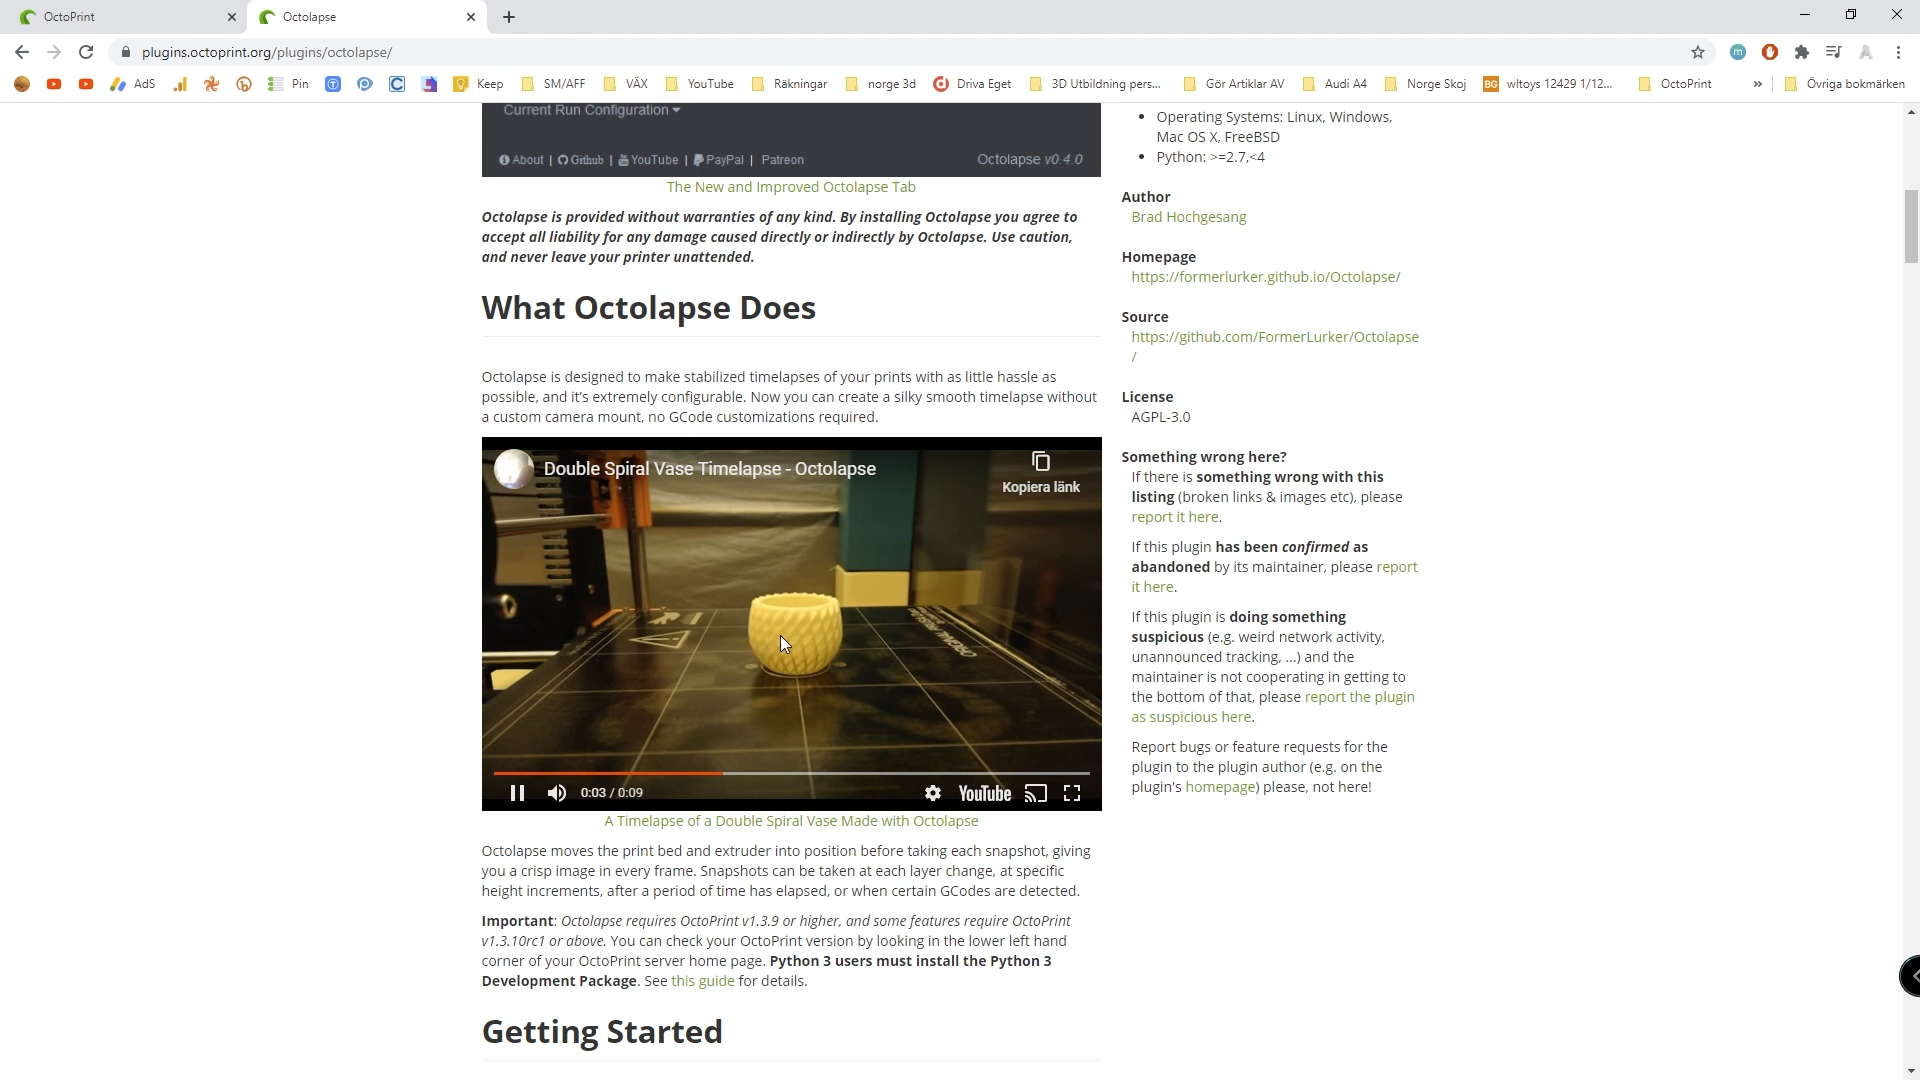 OctoPrint
Octolapse
plugins.octoprint.org/plugins/octolapse/
AdS
Pin
Keep
SM/AFF
VÄX
YouTube
Räkningar
norge 3d
Driva Eget
3D Utbildning pers...
Gör Artiklar AV
Audi A4
Norge Skoj
BG wltoys 12429 1/12...
OctoPrint
»
Övriga bokmärken
Current Run Configuration
About | Github | YouTube | PayPal | Patreon
Octolapse v0.4.0
The New and Improved Octolapse Tab
Octolapse is provided without warranties of any kind. By installing Octolapse you agree to
accept all liability for any damage caused directly or indirectly by Octolapse. Use caution,
and never leave your printer unattended.
What Octolapse Does
Octolapse is designed to make stabilized timelapses of your prints with as little hassle as
possible, and it's extremely configurable. Now you can create a silky smooth timelapse without
a custom camera mount, no GCode customizations required.
Double Spiral Vase Timelapse - Octolapse
Kopiera länk
0:03 / 0:09
YouTube
A Timelapse of a Double Spiral Vase Made with Octolapse
Octolapse moves the print bed and extruder into position before taking each snapshot, giving
you a crisp image in every frame. Snapshots can be taken at each layer change, at specific
height increments, after a period of time has elapsed, or when certain GCodes are detected.
Important: Octolapse requires OctoPrint v1.3.9 or higher, and some features require OctoPrint
v1.3.10rc1 or above. You can check your OctoPrint version by looking in the lower left hand
corner of your OctoPrint server home page. Python 3 users must install the Python 3
Development Package. See this guide for details.
Getting Started
• Operating Systems: Linux, Windows,
Mac OS X, FreeBSD
• Python: >=2.7,<4
Author
Brad Hochgesang
Homepage
https://formerlurker.github.io/Octolapse/
Source
https://github.com/FormerLurker/Octolapse
/
License
AGPL-3.0
Something wrong here?
If there is something wrong with this
listing (broken links & images etc), please
report it here.
If this plugin has been confirmed as
abandoned by its maintainer, please report
it here.
If this plugin is doing something
suspicious (e.g. weird network activity,
unannounced tracking, ...) and the
maintainer is not cooperating in getting to
the bottom of that, please report the plugin
as suspicious here.
Report bugs or feature requests for the
plugin to the plugin author (e.g. on the
plugin's homepage) please, not here!